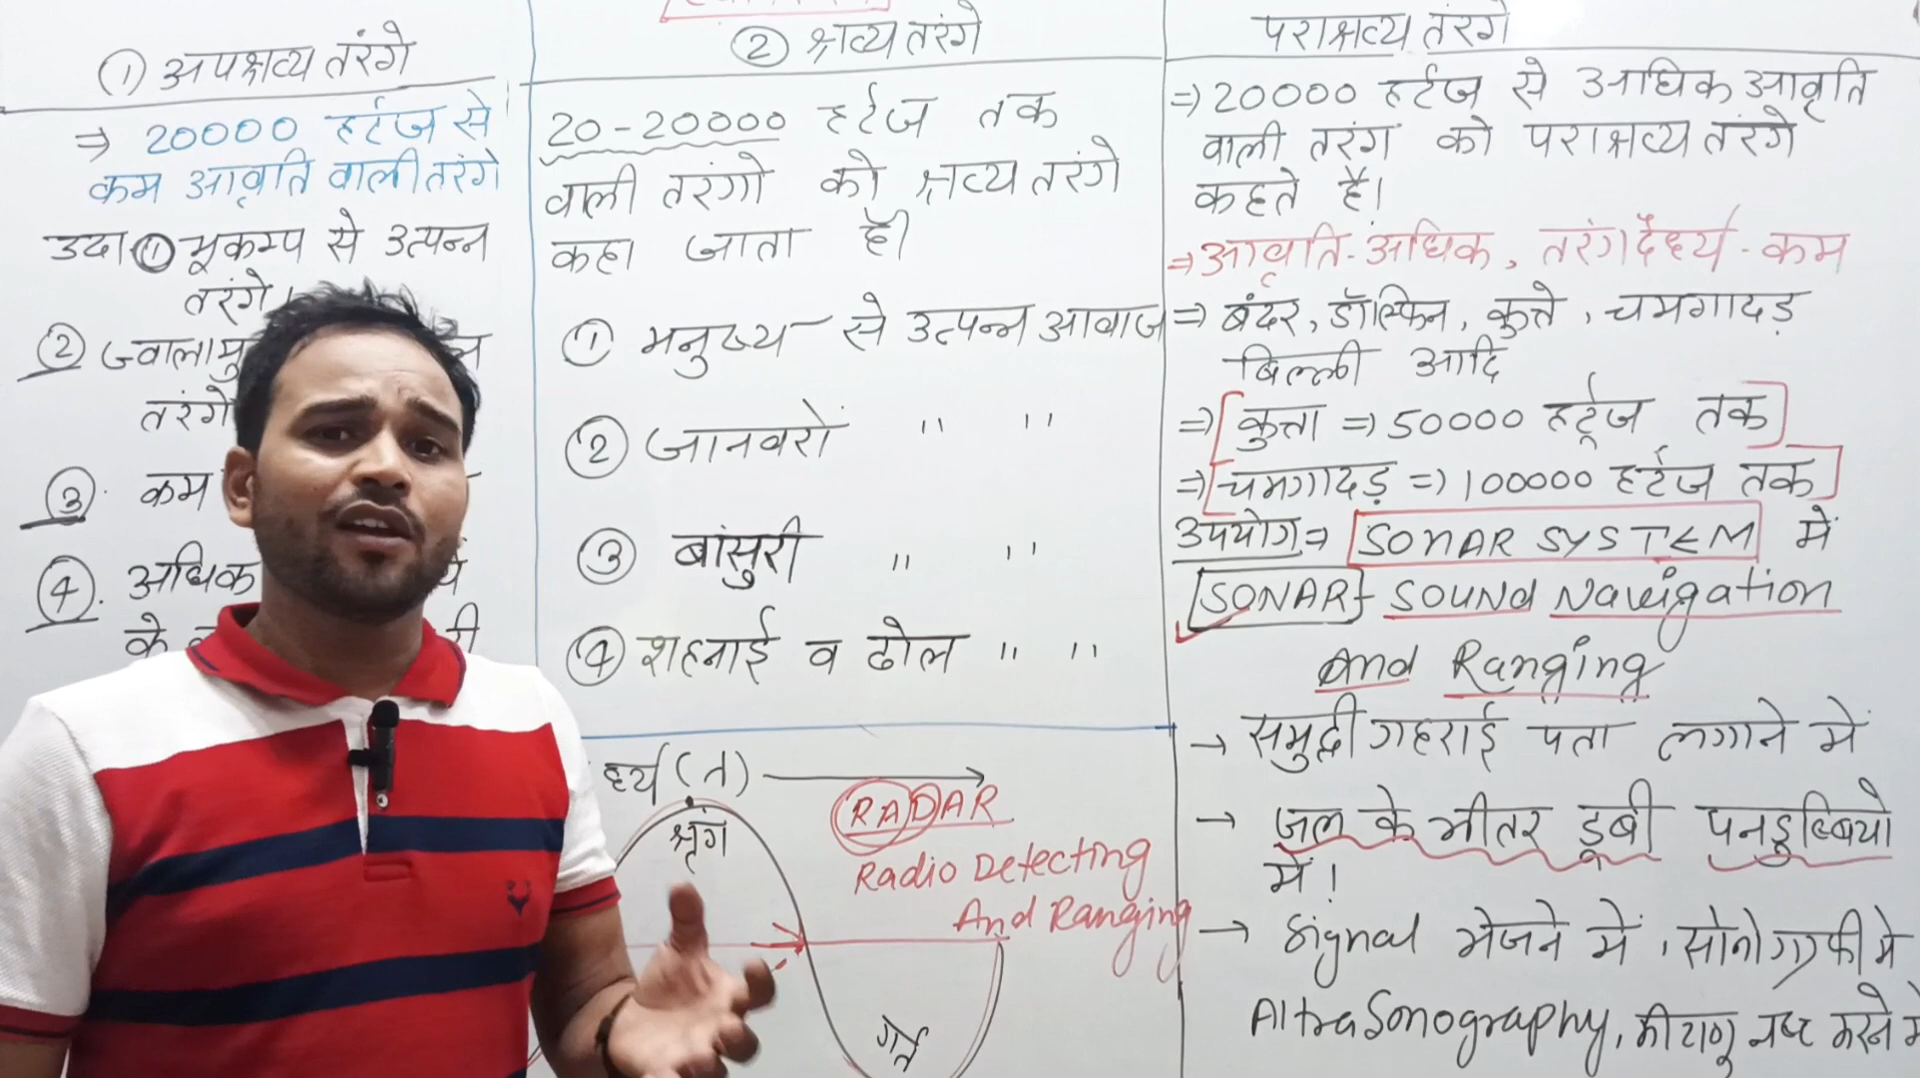 ① अपश्रव्य तरंगे
⇒ 20000 हर्टज से
कम आवृति वाली तरंगे
उदा ① भूकम्प से उत्पन्न
तरंगे।
②
तरंगे
③. कम
④. अधिक
के
② श्रव्य तरंगे
20-20000 हर्टज तक
वाली तरंगो को श्रव्य तरंगे
कहा जाता है।
① मनुष्य से उत्पन्न आवाज
② जानवरों " "
③ बांसुरी " "
④ शहनाई व ढोल " "
र्घ्य (λ) →
श्रृंग
RADAR
Radio Detecting
And Ranging
गर्त
पराश्रव्य तरंगे
⇒ 20000 हर्टज से अधिक आवृति
वाली तरंग को पराश्रव्य तरंगे
कहते है।
⇒ आवृति-अधिक, तरंगदैर्घ्य-कम
⇒ बंदर, डॉल्फिन, कुत्ते, चमगादड़
बिल्ली आदि
⇒ कुत्ता ⇒ 50000 हर्ट्ज तक
⇒ चमगादड़ ⇒ 100000 हर्टज तक
उपयोग ⇒ SONAR SYSTEM में
SONAR- Sound Navigation
And Ranging
→ समुद्री गहराई पता लगाने में
→ जल के भीतर डूबी पनडुब्बियो
में।
→ Signal भेजने में, सोनोग्राफी मे
AltraSonography, कीटाणु नष्ट करने मे